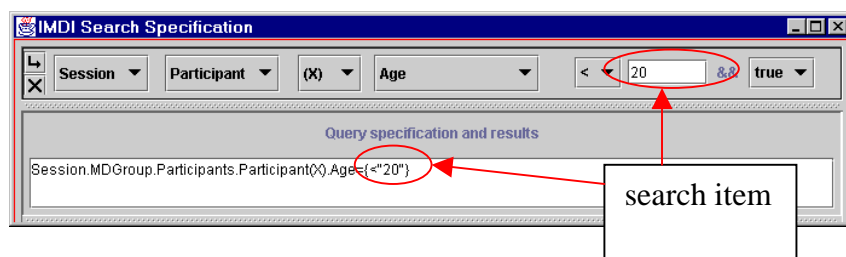 IMDI Search Specification
Session Participant (X) Age < 20 && true
Query specification and results
Session.MDGroup.Participants.Participant(X).Age={<"20"}
search item